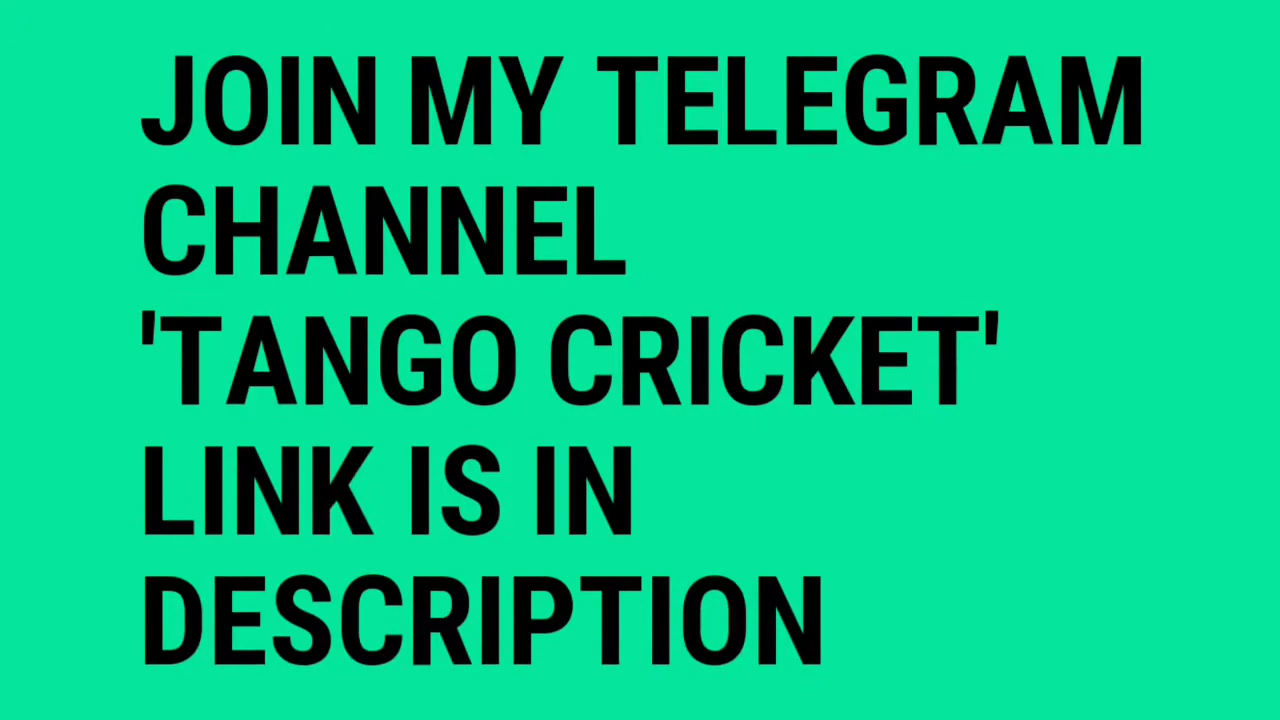 JOIN MY TELEGRAM
CHANNEL
'TANGO CRICKET'
LINK IS IN
DESCRIPTION